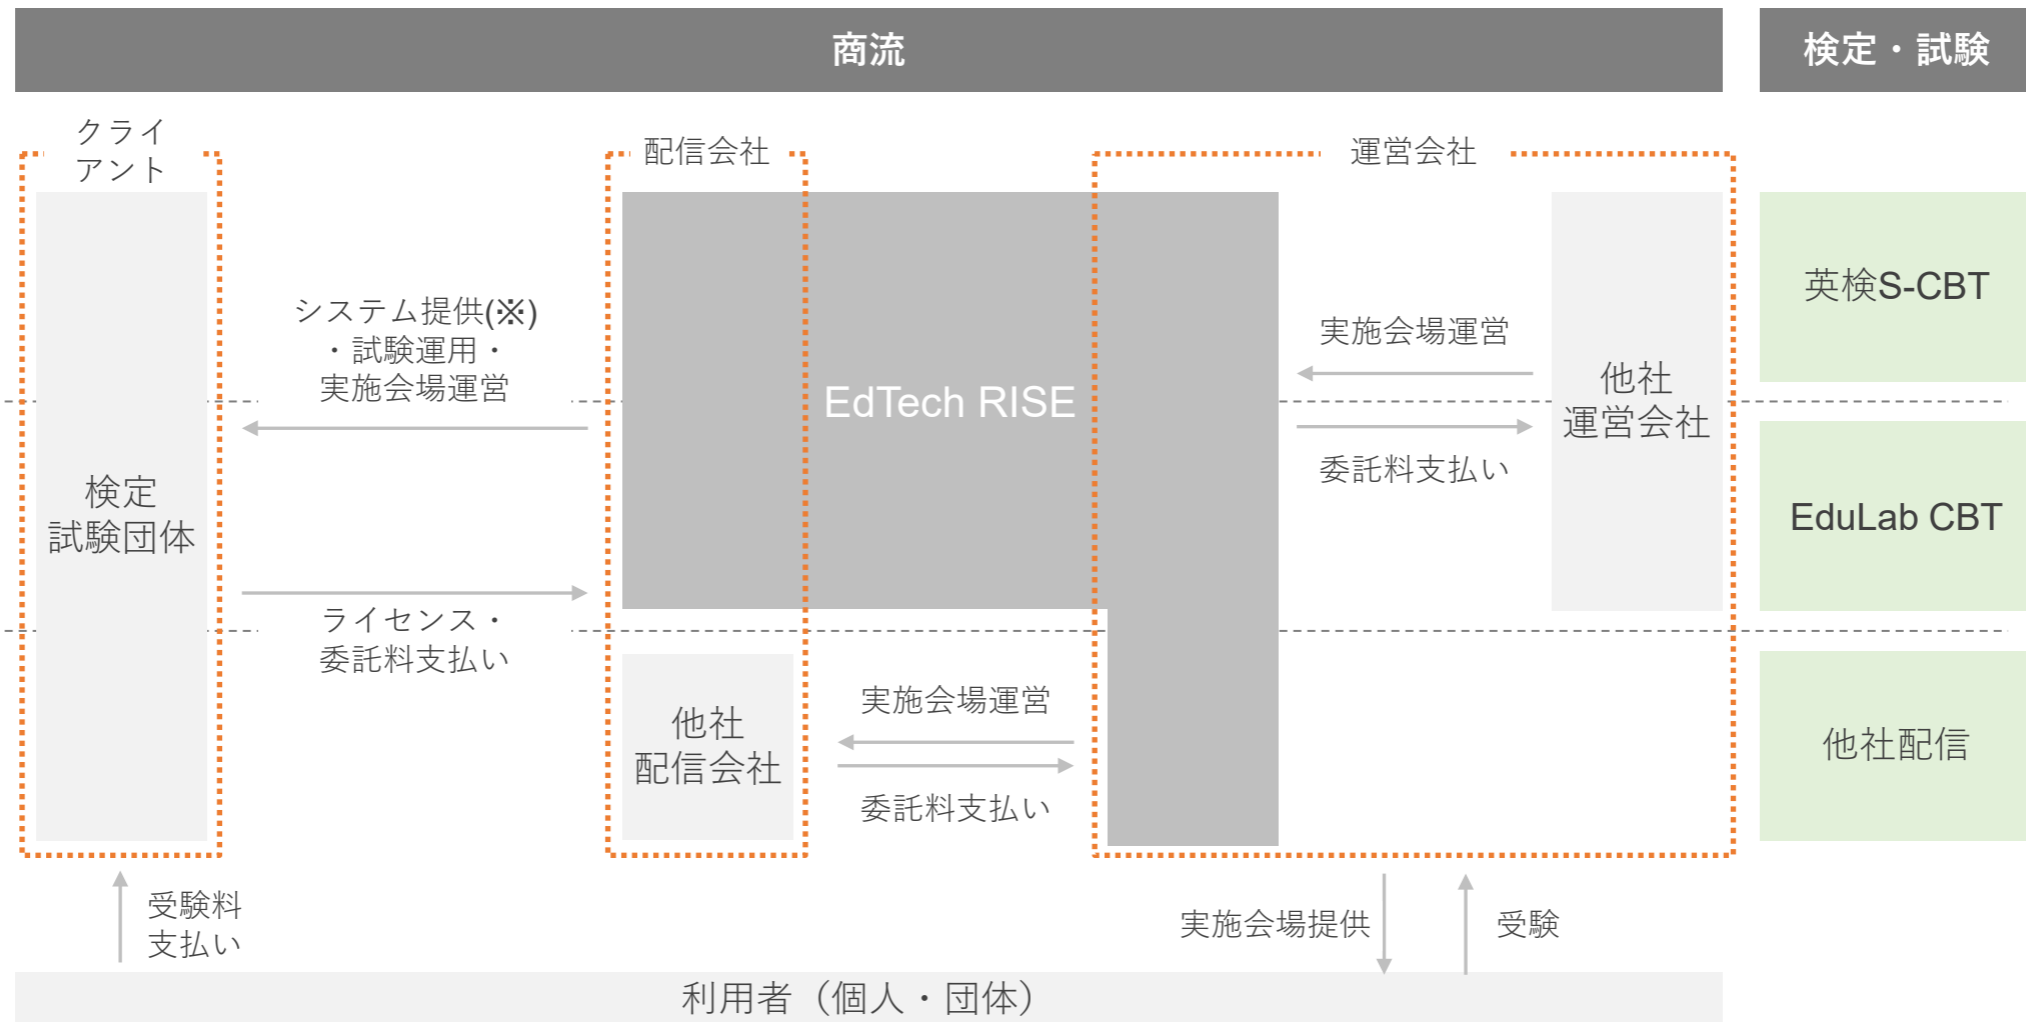 商流
検定・試験
クライ
アント
配信会社
運営会社
検定
試験団体
システム提供(※)
・試験運用・
実施会場運営
ライセンス・
委託料支払い
EdTech RISE
他社
配信会社
実施会場運営
委託料支払い
実施会場運営
委託料支払い
他社
運営会社
英検S-CBT
EduLab CBT
他社配信
受験料
支払い
実施会場提供
受験
利用者（個人・団体）